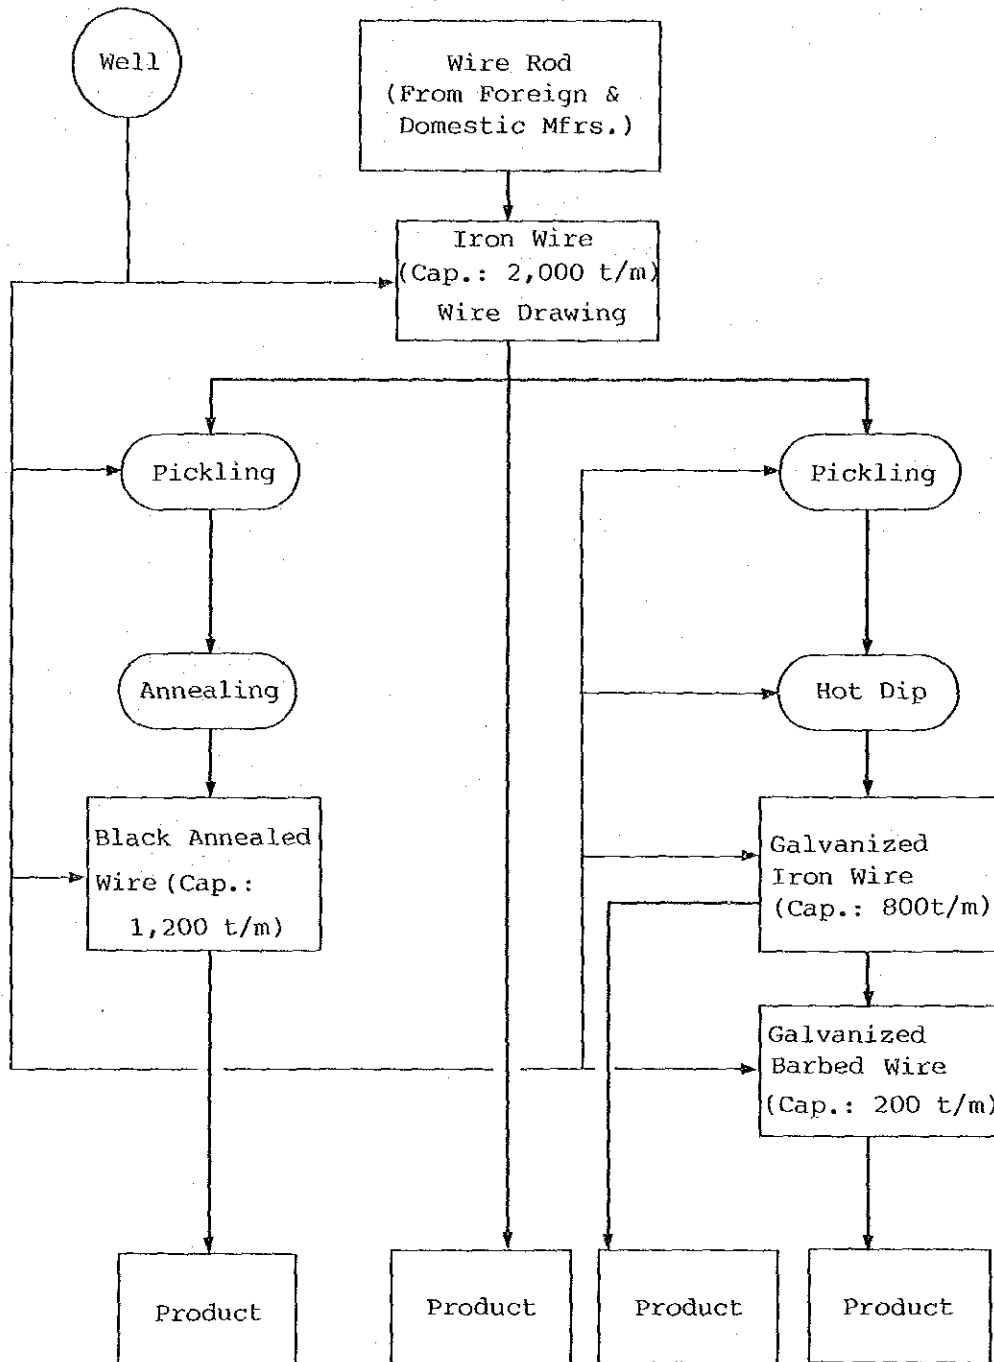 Well
Wire Rod
(From Foreign &
Domestic Mfrs.)
Iron Wire
(Cap.: 2,000 t/m)
Wire Drawing
Pickling
Pickling
Annealing
Hot Dip
Black Annealed
Wire (Cap.:
1,200 t/m)
Galvanized
Iron Wire
(Cap.: 800t/m)
Galvanized
Barbed Wire
(Cap.: 200 t/m)
Product
Product
Product
Product